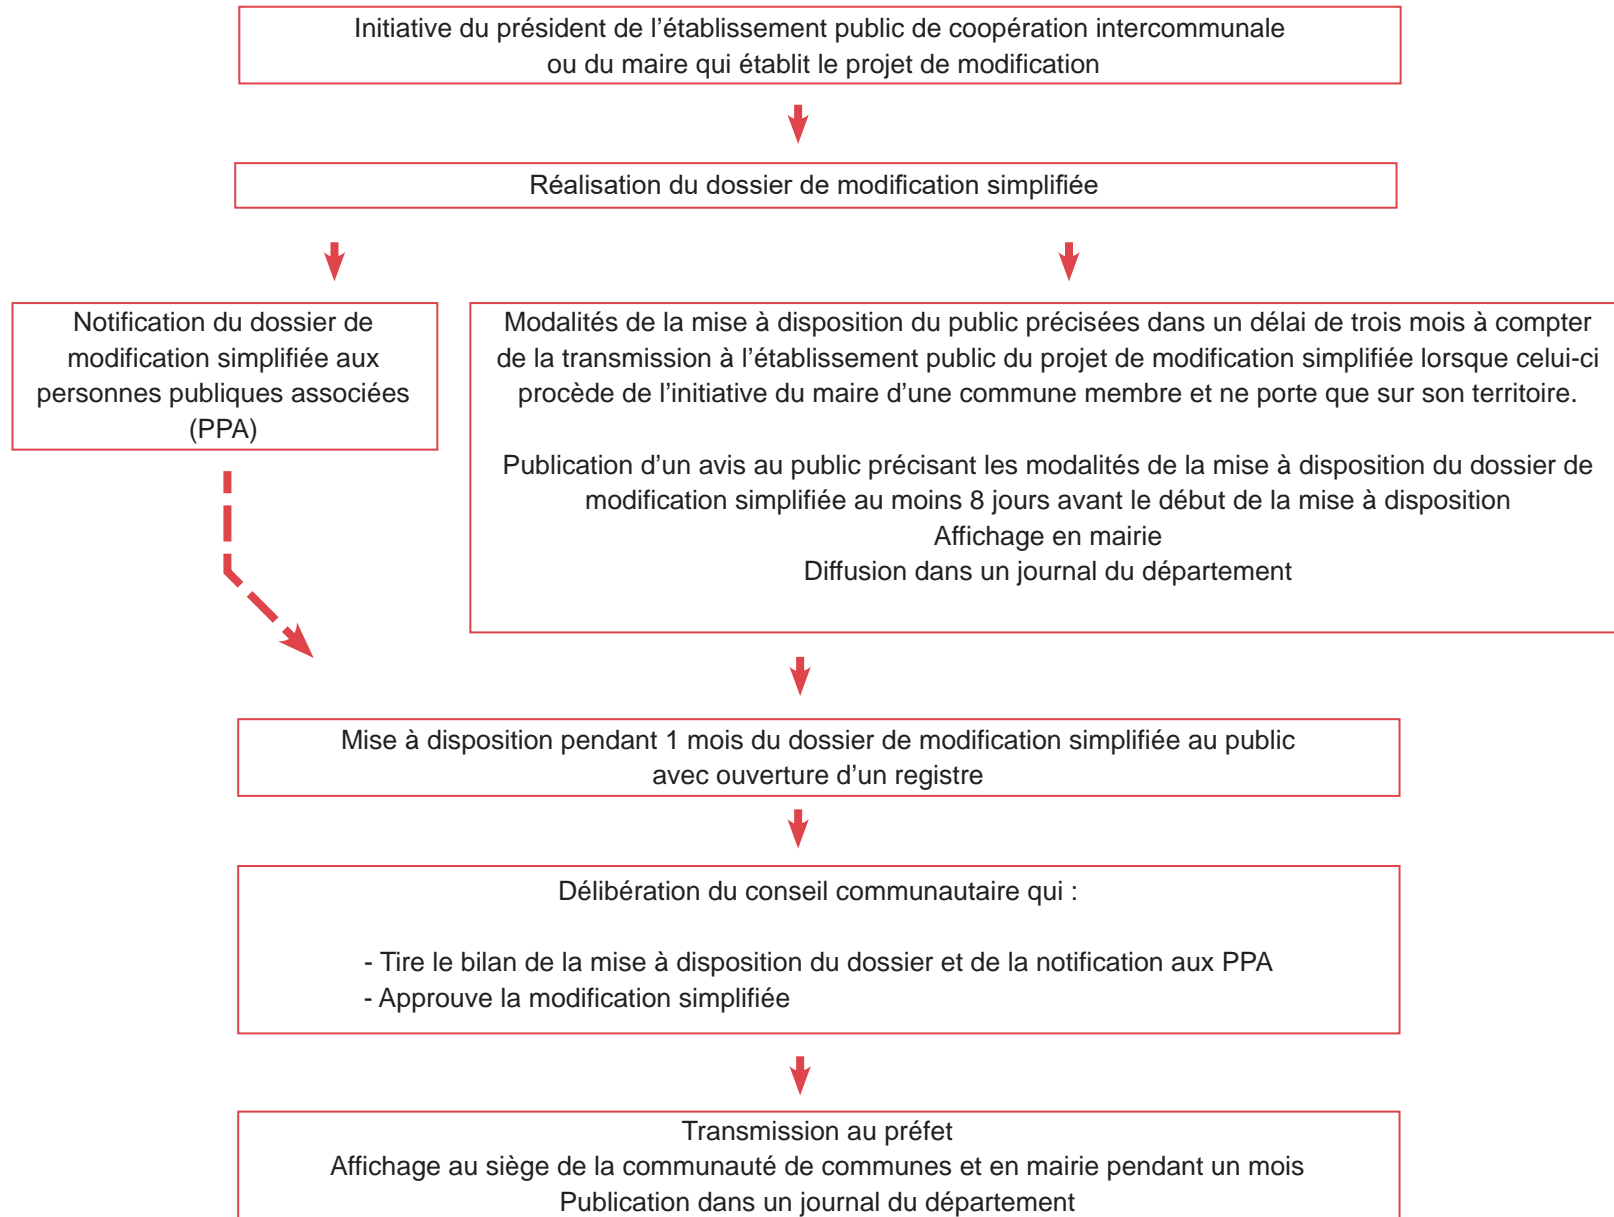 Initiative du président de l’établissement public de coopération intercommunale
ou du maire qui établit le projet de modification
Réalisation du dossier de modification simplifiée
Notification du dossier de
modification simplifiée aux
personnes publiques associées
(PPA)
Modalités de la mise à disposition du public précisées dans un délai de trois mois à compter
de la transmission à l’établissement public du projet de modification simplifiée lorsque celui-ci
procède de l’initiative du maire d’une commune membre et ne porte que sur son territoire.
Publication d’un avis au public précisant les modalités de la mise à disposition du dossier de
modification simplifiée au moins 8 jours avant le début de la mise à disposition
Affichage en mairie
Diffusion dans un journal du département
Mise à disposition pendant 1 mois du dossier de modification simplifiée au public
avec ouverture d’un registre
Délibération du conseil communautaire qui :
- Tire le bilan de la mise à disposition du dossier et de la notification aux PPA
- Approuve la modification simplifiée
Transmission au préfet
Affichage au siège de la communauté de communes et en mairie pendant un mois
Publication dans un journal du département